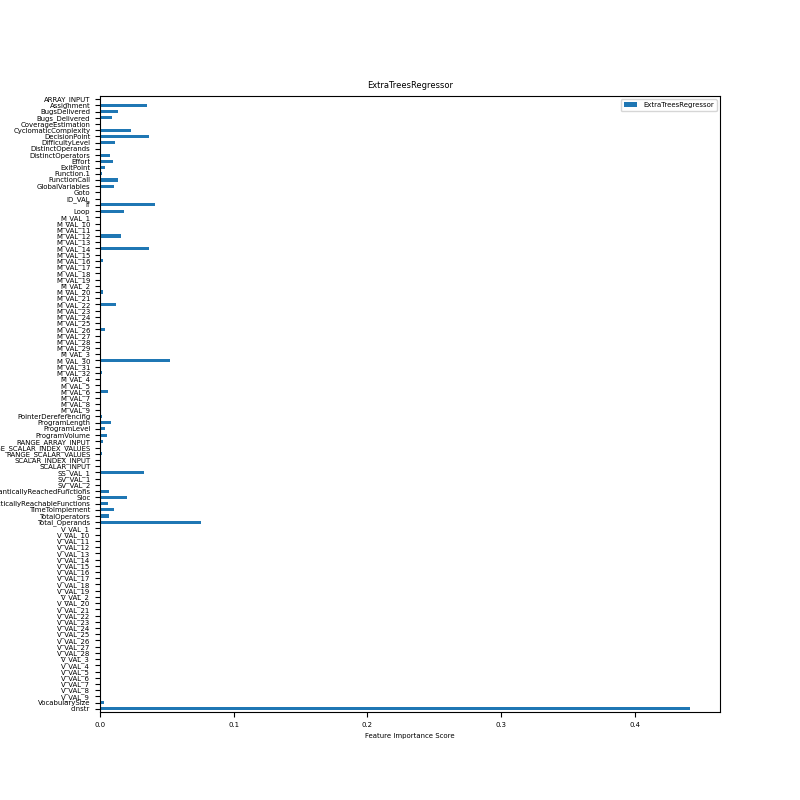 ExtraTreesRegressor
ExtraTreesRegressor
ARRAY_INPUT
Assignment
BugsDelivered
Bugs_Delivered
CoverageEstimation
CyclomaticComplexity
DecisionPoint
DifficultyLevel
DistinctOperands
DistinctOperators
Effort
ExitPoint
Function.1
FunctionCall
GlobalVariables
Goto
ID_VAL
If
Loop
M_VAL_1
M_VAL_10
M_VAL_11
M_VAL_12
M_VAL_13
M_VAL_14
M_VAL_15
M_VAL_16
M_VAL_17
M_VAL_18
M_VAL_19
M_VAL_2
M_VAL_20
M_VAL_21
M_VAL_22
M_VAL_23
M_VAL_24
M_VAL_25
M_VAL_26
M_VAL_27
M_VAL_28
M_VAL_29
M_VAL_3
M_VAL_30
M_VAL_31
M_VAL_32
M_VAL_4
M_VAL_5
M_VAL_6
M_VAL_7
M_VAL_8
M_VAL_9
PointerDereferencing
ProgramLength
ProgramLevel
ProgramVolume
RANGE_ARRAY_INPUT
E_SCALAR_INDEX_VALUES
RANGE_SCALAR_VALUES
SCALAR_INDEX_INPUT
SCALAR_INPUT
SS_VAL_1
SV_VAL_1
SV_VAL_2
anticallyReachedFunctions
Sloc
ticallyReachableFunctions
TimeToImplement
TotalOperators
Total_Operands
V_VAL_1
V_VAL_10
V_VAL_11
V_VAL_12
V_VAL_13
V_VAL_14
V_VAL_15
V_VAL_16
V_VAL_17
V_VAL_18
V_VAL_19
V_VAL_2
V_VAL_20
V_VAL_21
V_VAL_22
V_VAL_23
V_VAL_24
V_VAL_25
V_VAL_26
V_VAL_27
V_VAL_28
V_VAL_3
V_VAL_4
V_VAL_5
V_VAL_6
V_VAL_7
V_VAL_8
V_VAL_9
VocabularySize
cInstr
0.0 0.1 0.2 0.3 0.4
Feature Importance Score